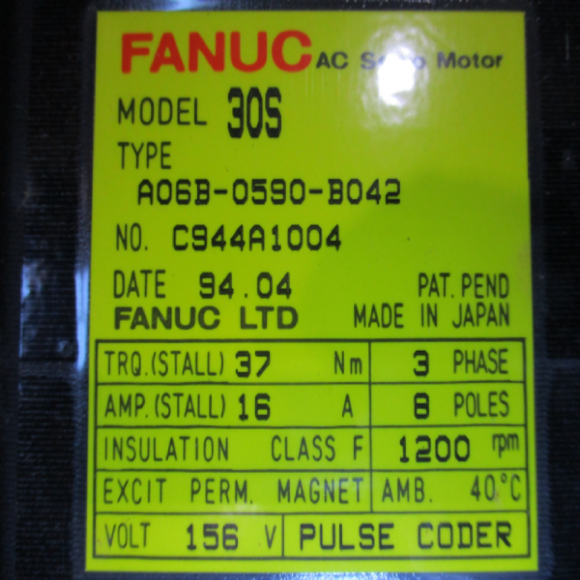 FANUC AC Servo Motor
MODEL 30S
TYPE
A06B-0590-B042
NO. C944A1004
DATE 94.04 PAT. PEND
FANUC LTD MADE IN JAPAN
TRQ.(STALL) 37 Nm 3 PHASE
AMP.(STALL) 16 A 8 POLES
INSULATION CLASS F 1200 rpm
EXCIT PERM. MAGNET AMB. 40°C
VOLT 156 V PULSE CODER